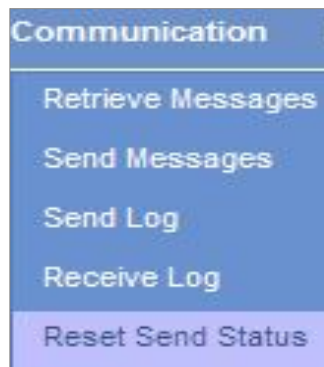 Communication
Retrieve Messages
Send Messages
Send Log
Receive Log
Reset Send Status